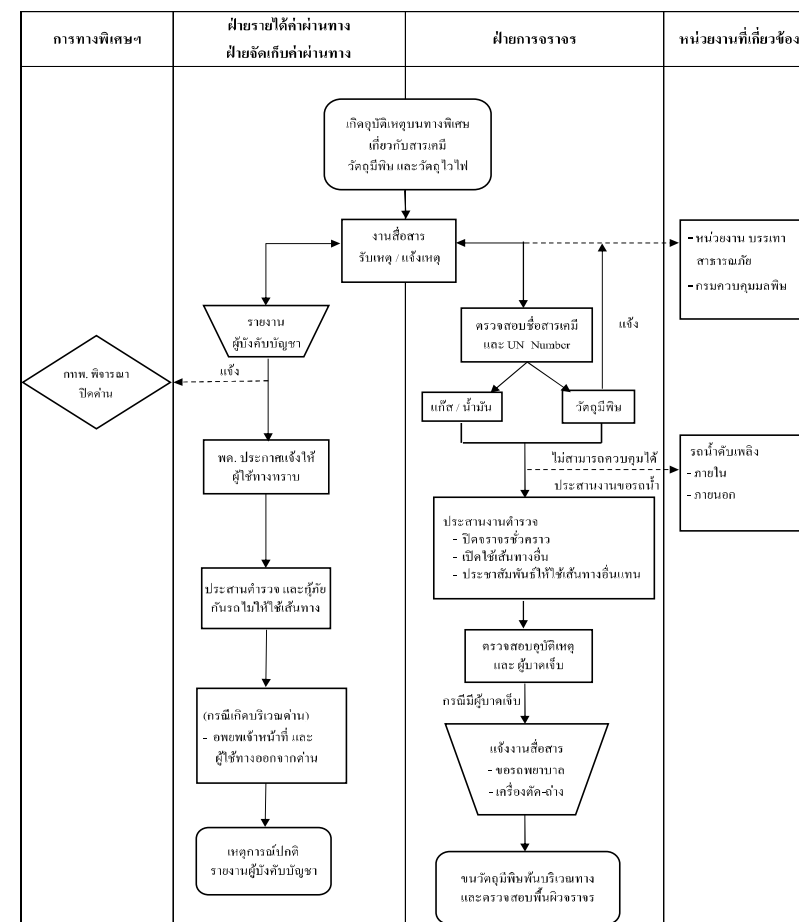 การทางพิเศษฯ
ฝ่ายรายได้ค่าผ่านทาง
ฝ่ายจัดเก็บค่าผ่านทาง
ฝ่ายการจราจร
หน่วยงานที่เกี่ยวข้อง
เกิดอุบัติเหตุบนทางพิเศษ
เกี่ยวกับสารเคมี
วัตถุมีพิษ และวัตถุไวไฟ
งานสื่อสาร
รับเหตุ / แจ้งเหตุ
- หน่วยงาน บรรเทา
สาธารณภัย
- กรมควบคุมมลพิษ
รายงาน
ผู้บังคับบัญชา
ตรวจสอบชื่อสารเคมี
และ UN Number
แจ้ง
แจ้ง
กทพ. พิจารณา
ปิดด่าน
แก๊ส / น้ำมัน
วัตถุมีพิษ
พด. ประกาศแจ้งให้
ผู้ใช้ทางทราบ
ไม่สามารถควบคุมได้
ประสานงานขอรถน้ำ
รถน้ำดับเพลิง
- ภายใน
- ภายนอก
ประสานงานตำรวจ
- ปิดจราจรชั่วคราว
- เปิดใช้เส้นทางอื่น
- ประชาสัมพันธ์ให้ใช้เส้นทางอื่นแทน
ประสานตำรวจ และกู้ภัย
กันรถไม่ให้ใช้เส้นทาง
ตรวจสอบอุบัติเหตุ
และ ผู้บาดเจ็บ
กรณีมีผู้บาดเจ็บ
(กรณีเกิดบริเวณด่าน)
- อพยพเจ้าหน้าที่ และ
ผู้ใช้ทางออกจากด่าน
แจ้งงานสื่อสาร
- ขอรถพยาบาล
- เครื่องตัด-ถ่าง
เหตุการณ์ปกติ
รายงานผู้บังคับบัญชา
ขนวัตถุมีพิษพ้นบริเวณทาง
และตรวจสอบพื้นผิวจราจร